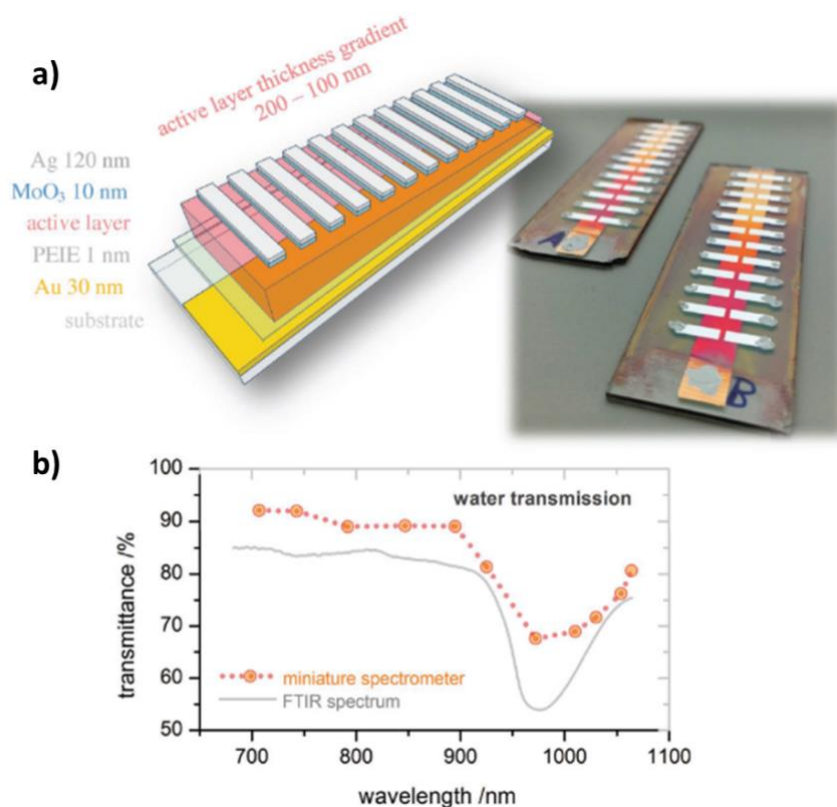 a)
active layer thickness gradient
200 – 100 nm
Ag 120 nm
MoO₃ 10 nm
active layer
PEIE 1 nm
Au 30 nm
substrate
A
B
b)
100
90
80
70
60
50
transmittance /%
water transmission
miniature spectrometer
FTIR spectrum
700 800 900 1000 1100
wavelength /nm